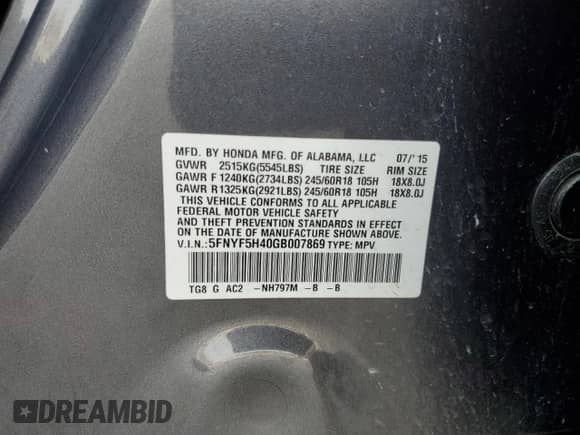 MFD. BY HONDA MFG. OF ALABAMA, LLC 07/'15
GVWR 2515KG(5545LBS) TIRE SIZE RIM SIZE
GAWR F 1240KG(2734LBS) 245/60R18 105H 18X8.0J
GAWR R 1325KG(2921LBS) 245/60R18 105H 18X8.0J
THIS VEHICLE CONFORMS TO ALL APPLICABLE
FEDERAL MOTOR VEHICLE SAFETY
AND THEFT PREVENTION STANDARDS IN EFFECT
ON THE DATE OF MANUFACTURE SHOWN ABOVE.
V.I.N.: 5FNYF5H40GB007869 TYPE: MPV
TG8 G AC2 -NH797M -B -B
DREAMBID